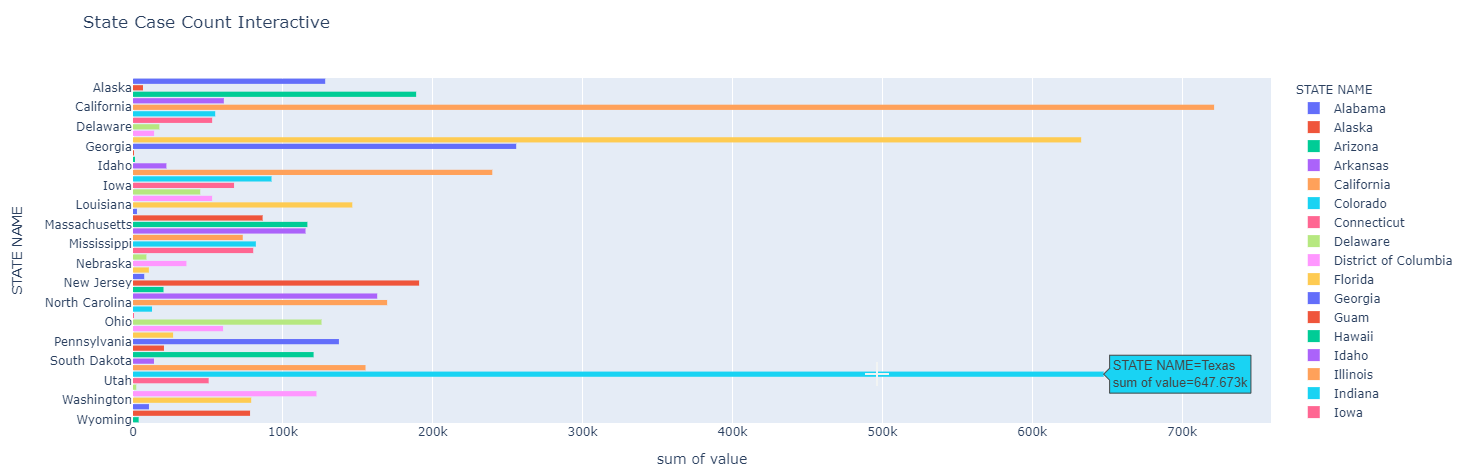 State Case Count Interactive
STATE NAME
Alaska
California
Delaware
Georgia
Idaho
Iowa
Louisiana
Massachusetts
Mississippi
Nebraska
New Jersey
North Carolina
Ohio
Pennsylvania
South Dakota
Utah
Washington
Wyoming
STATE NAME=Texas
sum of value=647.673k
0 100k 200k 300k 400k 500k 600k 700k
sum of value
STATE NAME
Alabama
Alaska
Arizona
Arkansas
California
Colorado
Connecticut
Delaware
District of Columbia
Florida
Georgia
Guam
Hawaii
Idaho
Illinois
Indiana
Iowa